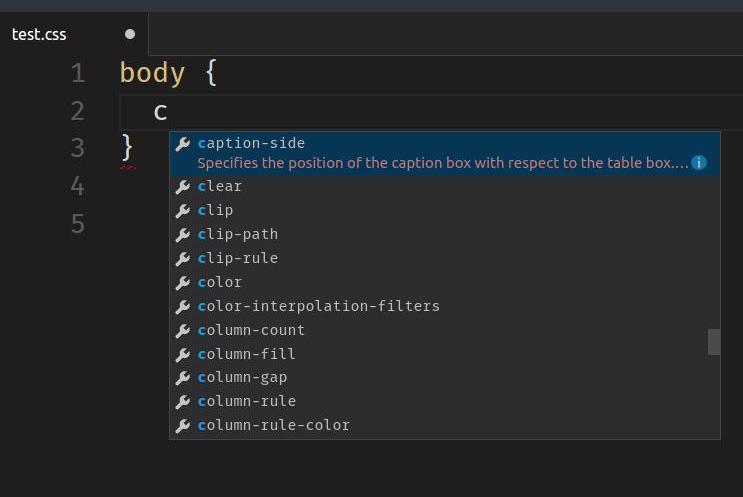 test.css
1 body {
2 c
3 }
4
5
caption-side
Specifies the position of the caption box with respect to the table box....
clear
clip
clip-path
clip-rule
color
color-interpolation-filters
column-count
column-fill
column-gap
column-rule
column-rule-color